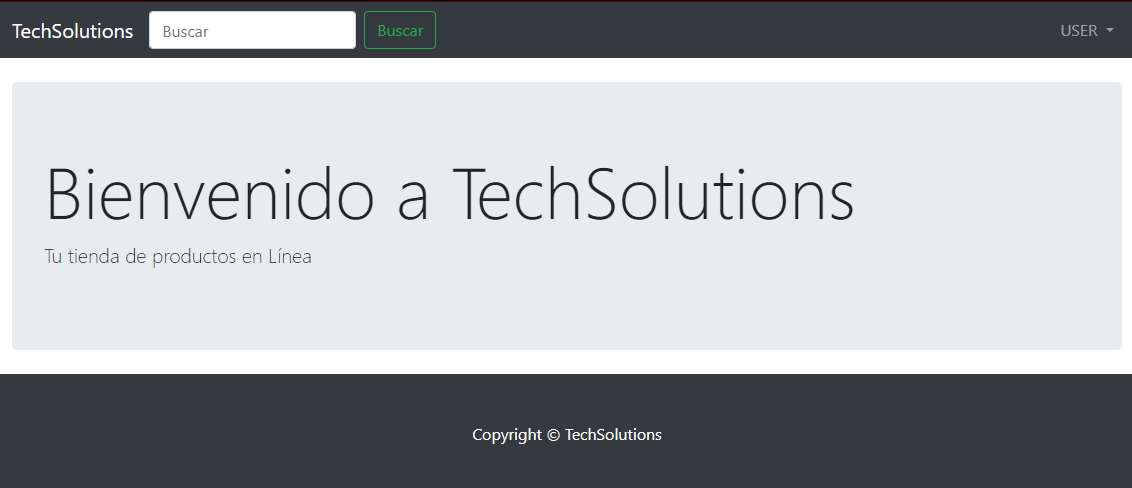 TechSolutions Buscar Buscar USER
Bienvenido a TechSolutions
Tu tienda de productos en Línea
Copyright © TechSolutions